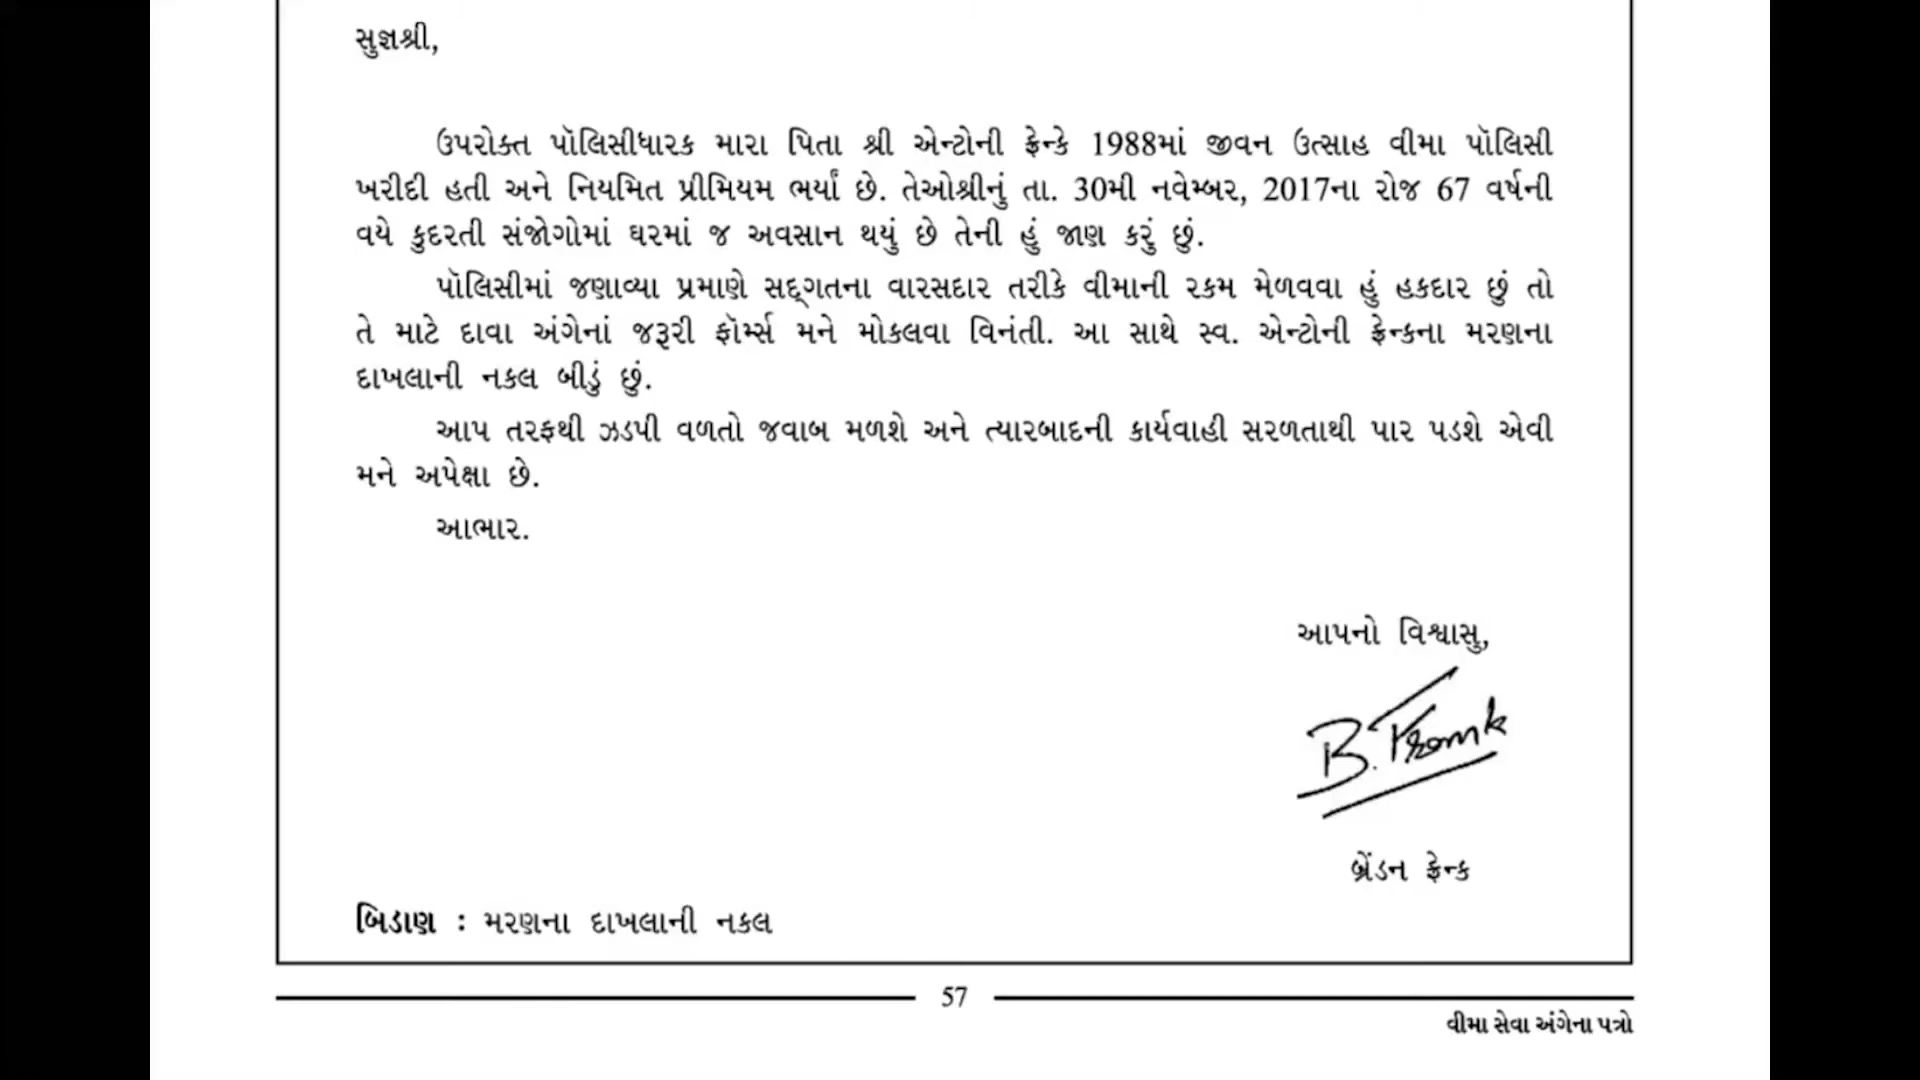 સુજ્ઞશ્રી,
ઉપરોક્ત પૉલિસીધારક મારા પિતા શ્રી એન્ટોની ફ્રેન્કે 1988માં જીવન ઉત્સાહ વીમા પૉલિસી
ખરીદી હતી અને નિયમિત પ્રીમિયમ ભર્યાં છે. તેઓશ્રીનું તા. 30મી નવેમ્બર, 2017ના રોજ 67 વર્ષની
વયે કુદરતી સંજોગોમાં ઘરમાં જ અવસાન થયું છે તેની હું જાણ કરું છું.
પૉલિસીમાં જણાવ્યા પ્રમાણે સદ્‌ગતના વારસદાર તરીકે વીમાની રકમ મેળવવા હું હકદાર છું તો
તે માટે દાવા અંગેનાં જરૂરી ફૉર્મ્સ મને મોકલવા વિનંતી. આ સાથે સ્વ. એન્ટોની ફ્રેન્કના મરણના
દાખલાની નકલ બીડું છું.
આપ તરફથી ઝડપી વળતો જવાબ મળશે અને ત્યારબાદની કાર્યવાહી સરળતાથી પાર પડશે એવી
મને અપેક્ષા છે.
આભાર.
આપનો વિશ્વાસુ,
B. Frank
બ્રેંડન ફ્રેન્ક
બિડાણ : મરણના દાખલાની નકલ
57
વીમા સેવા અંગેના પત્રો